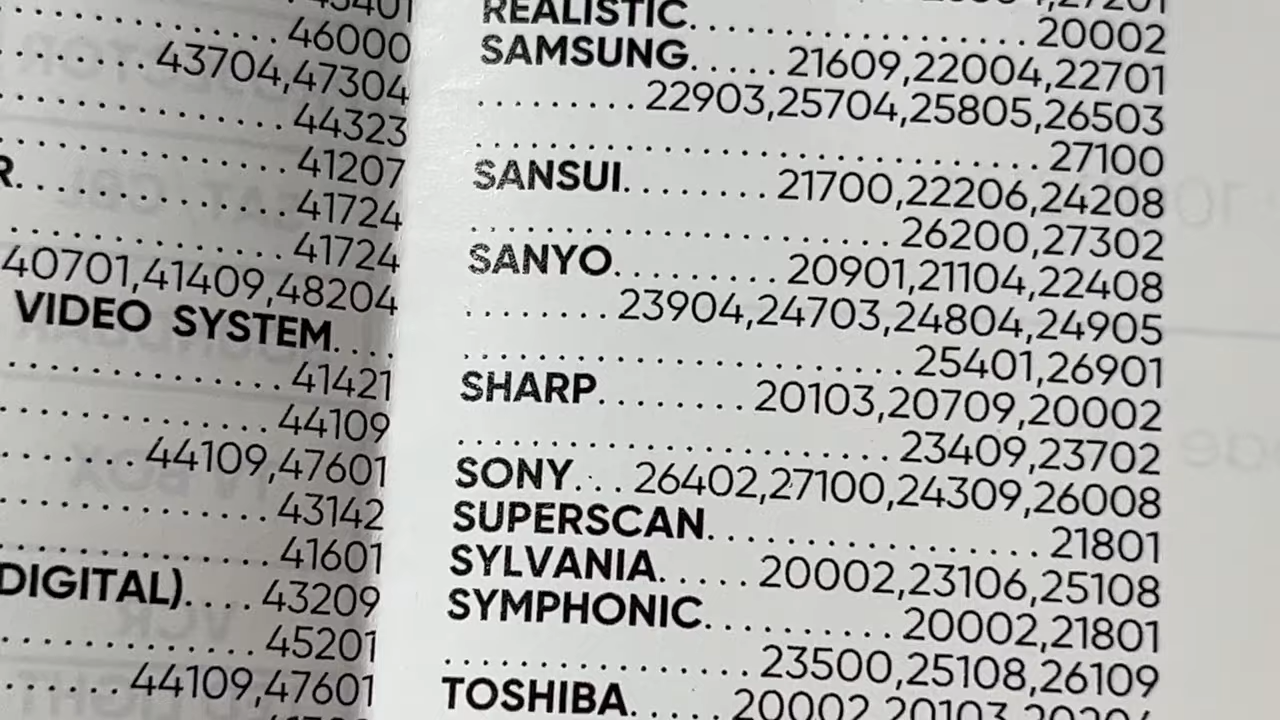 46000
43704,47304
44323
41207
R. . . . . . . . . . . . . 41724
41724
40701,41409,48204
VIDEO SYSTEM. . . .
41421
44109
44109,47601
43142
41601
DIGITAL). . . . 43209
45201
44109,47601
REALISTIC. . . . . . . . . . . . . . . . . 20002
SAMSUNG. . . . . 21609,22004,22701
. . . . . . . . . 22903,25704,25805,26503
. . . . . . . . . . . . . . . . . . . . . . . . . . . . 27100
SANSUI. . . . . . . . 21700,22206,24208
. . . . . . . . . . . . . . . . . . . . . 26200,27302
SANYO. . . . . . . . . 20901,21104,22408
. . . . . . . . 23904,24703,24804,24905
. . . . . . . . . . . . . . . . . . . . . . 25401,26901
SHARP. . . . . . . . 20103,20709,20002
. . . . . . . . . . . . . . . . . . . . . . 23409,23702
SONY. . . 26402,27100,24309,26008
SUPERSCAN. . . . . . . . . . . . . . . . . 21801
SYLVANIA. . . . . 20002,23106,25108
SYMPHONIC. . . . . . . . . . 20002,21801
. . . . . . . . . . . . . . . 23500,25108,26109
TOSHIBA. . . . . 20002,20103,20204